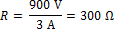 R = 900 V / 3 A = 300 Ω